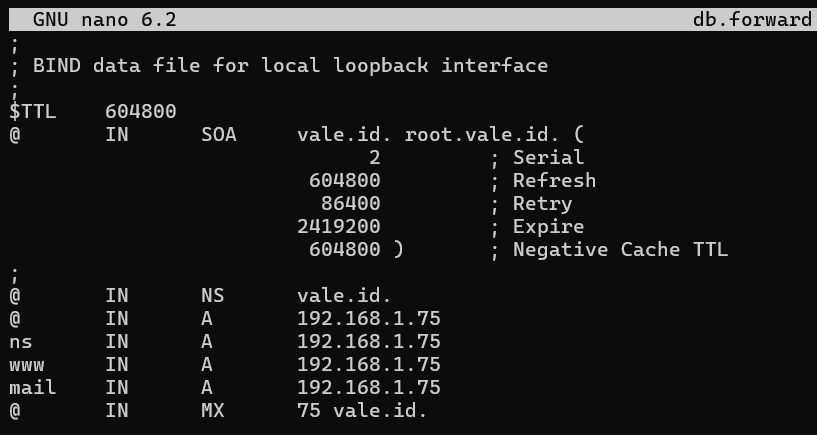 GNU nano 6.2 db.forward
;
; BIND data file for local loopback interface
;
$TTL 604800
@ IN SOA vale.id. root.vale.id. (
2 ; Serial
604800 ; Refresh
86400 ; Retry
2419200 ; Expire
604800 ) ; Negative Cache TTL
;
@ IN NS vale.id.
@ IN A 192.168.1.75
ns IN A 192.168.1.75
www IN A 192.168.1.75
mail IN A 192.168.1.75
@ IN MX 75 vale.id.